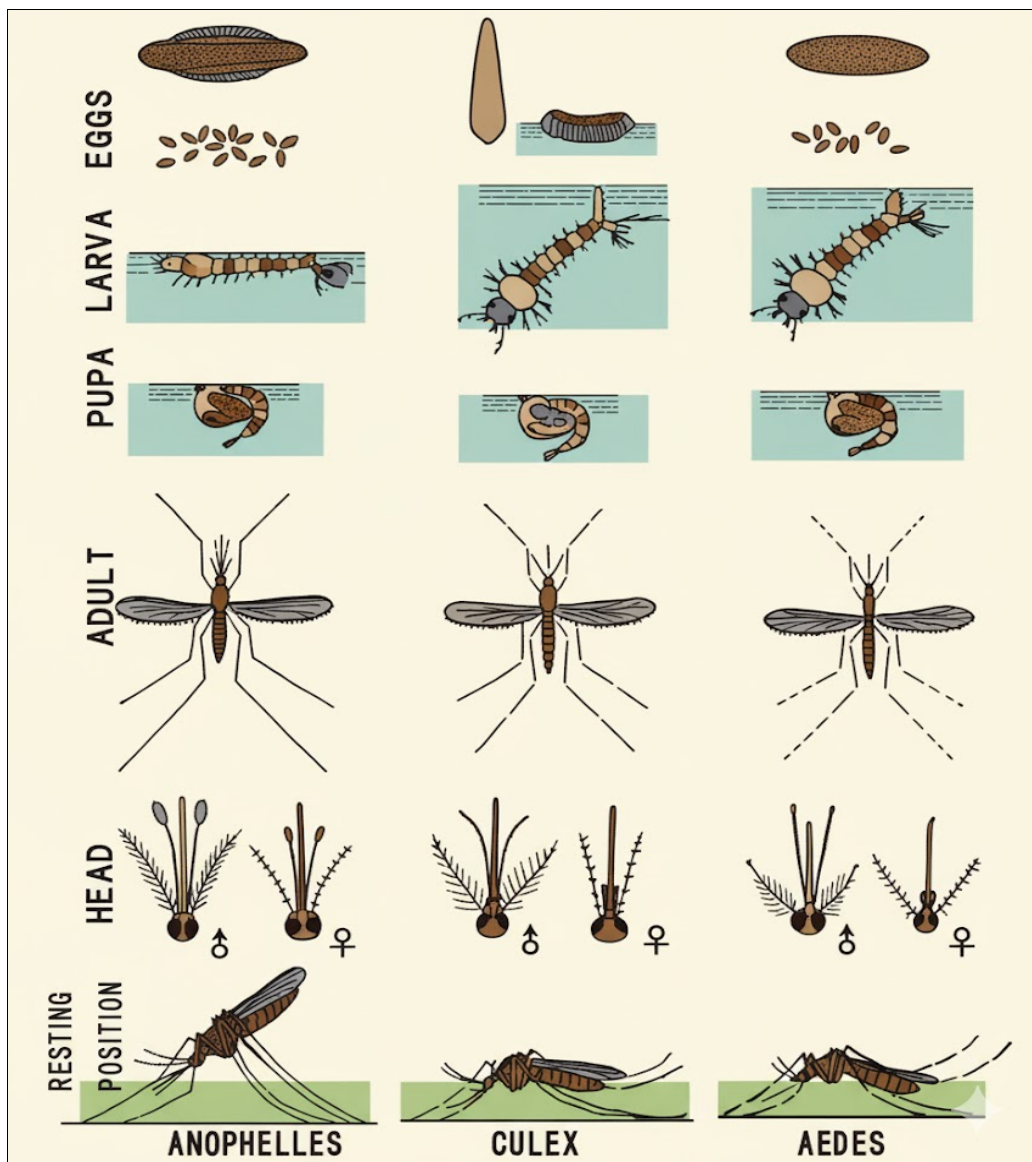 EGGS
LARVA
PUPA
ADULT
HEAD
♂ ♀ ♂ ♀ ♂ ♀
RESTING
POSITION
ANOPHELLES CULEX AEDES